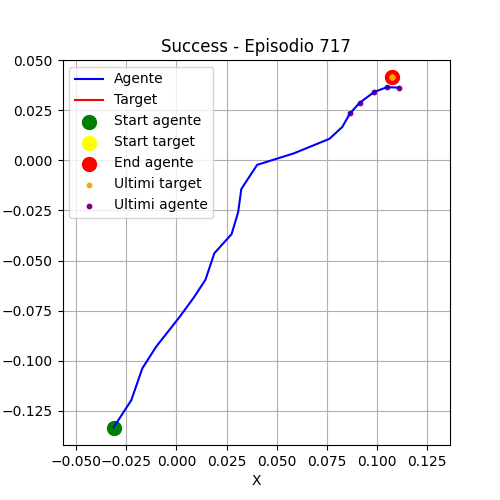 Success - Episodio 717
Agente
Target
Start agente
Start target
End agente
Ultimi target
Ultimi agente
0.050
0.025
0.000
−0.025
−0.050
−0.075
−0.100
−0.125
−0.050 −0.025 0.000 0.025 0.050 0.075 0.100 0.125
X